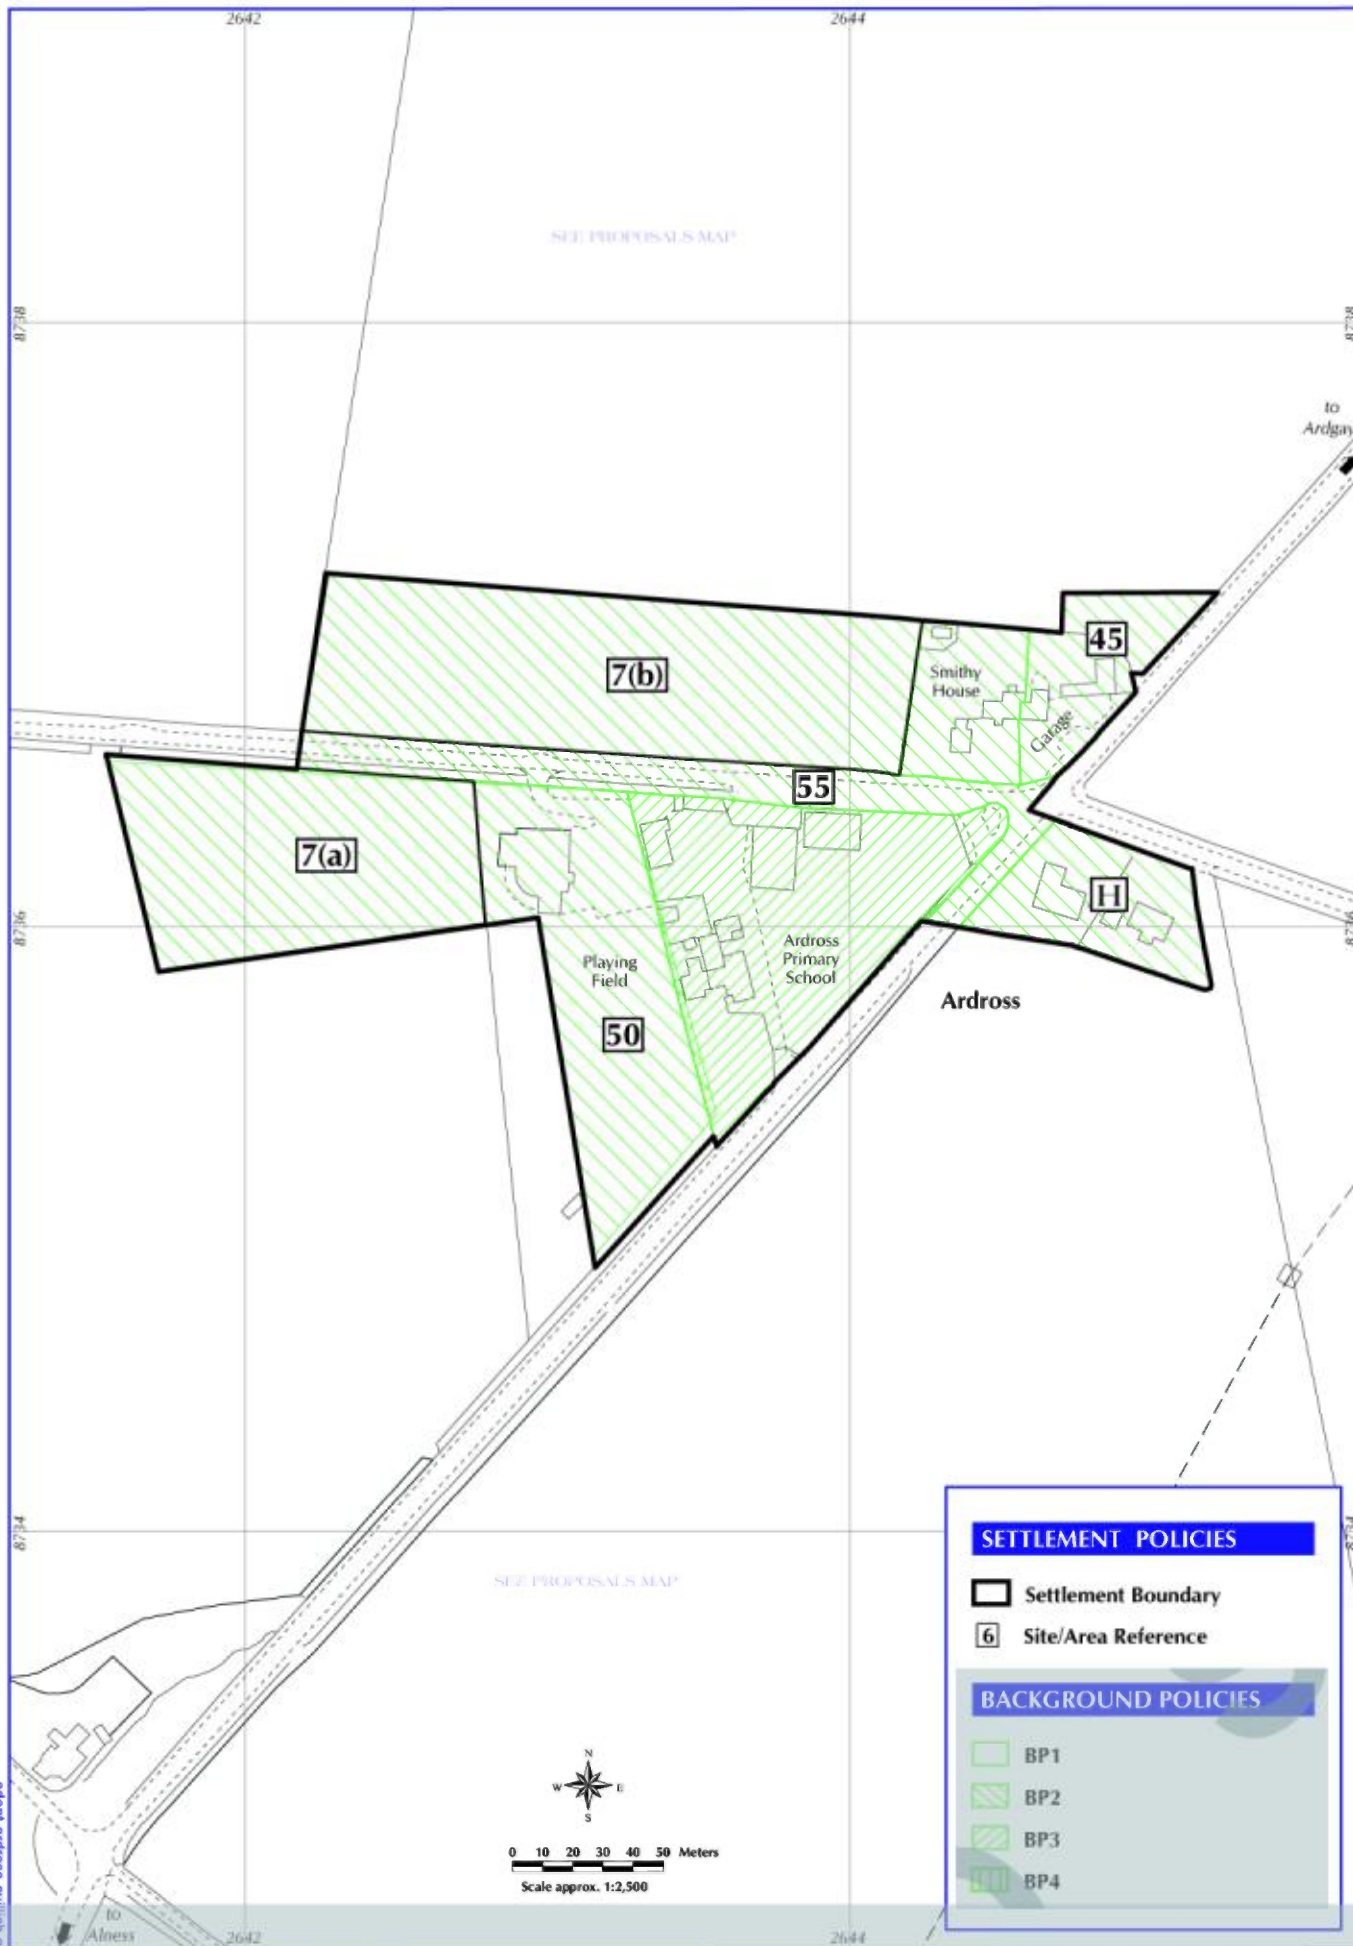 2642
2644
SEE PROPOSALS MAP
8738
8738
to
Ardgay
45
7(b)
Smithy
House
Garage
55
7(a)
H
8736
Ardross
Primary
School
Playing
Field
Ardross
50
8734
8734
SETTLEMENT POLICIES
Settlement Boundary
6 Site/Area Reference
SEE PROPOSALS MAP
BACKGROUND POLICIES
BP1
BP2
BP3
BP4
N
W E
S
0 10 20 30 40 50 Meters
Scale approx. 1:2,500
to
Alness
2642
2644